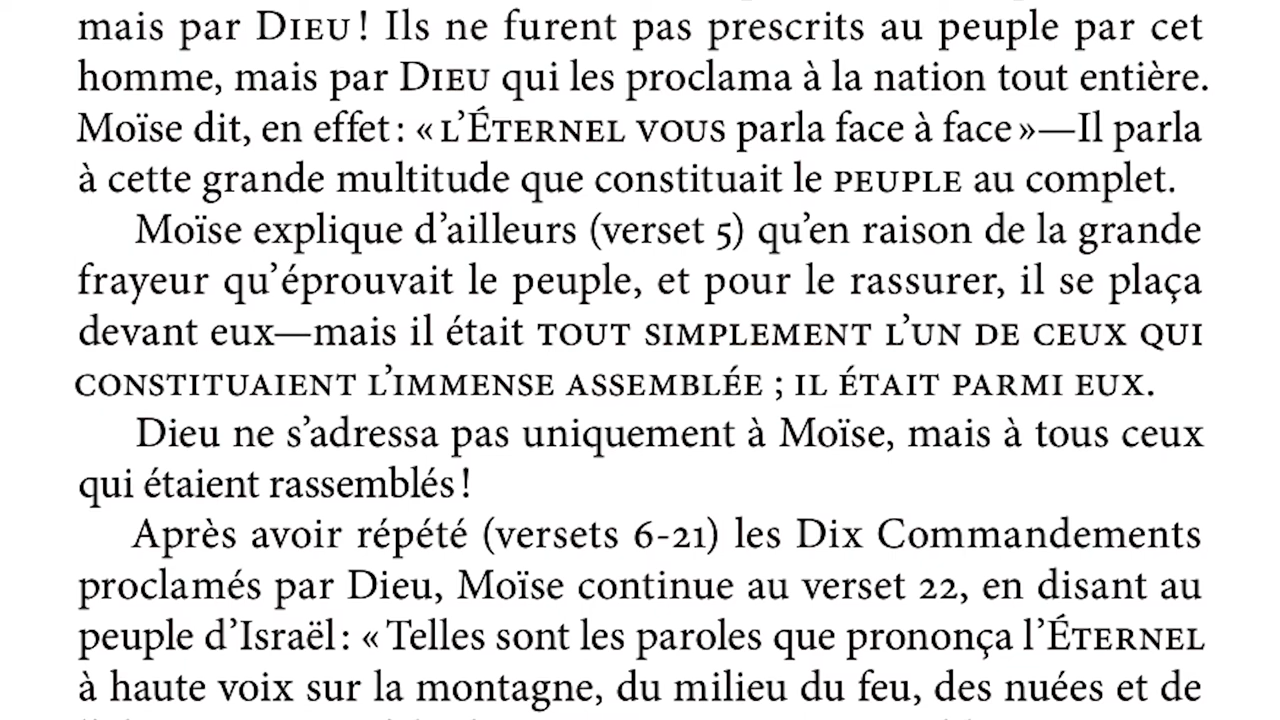 mais par DIEU ! Ils ne furent pas prescrits au peuple par cet
homme, mais par DIEU qui les proclama à la nation tout entière.
Moïse dit, en effet : « L’ÉTERNEL VOUS parla face à face »—Il parla
à cette grande multitude que constituait le PEUPLE au complet.
Moïse explique d’ailleurs (verset 5) qu’en raison de la grande
frayeur qu’éprouvait le peuple, et pour le rassurer, il se plaça
devant eux—mais il était TOUT SIMPLEMENT L’UN DE CEUX QUI
CONSTITUAIENT L’IMMENSE ASSEMBLÉE ; IL ÉTAIT PARMI EUX.
Dieu ne s’adressa pas uniquement à Moïse, mais à tous ceux
qui étaient rassemblés !
Après avoir répété (versets 6-21) les Dix Commandements
proclamés par Dieu, Moïse continue au verset 22, en disant au
peuple d’Israël : « Telles sont les paroles que prononça l’ÉTERNEL
à haute voix sur la montagne, du milieu du feu, des nuées et de